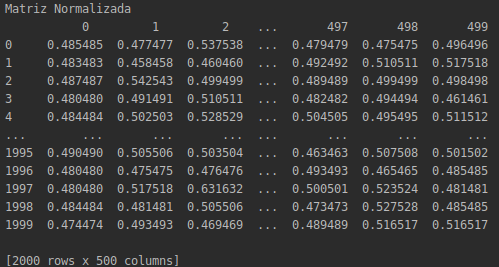 Matriz Normalizada
0 1 2 ... 497 498 499
0 0.485485 0.477477 0.537538 ... 0.479479 0.475475 0.496496
1 0.483483 0.458458 0.460460 ... 0.492492 0.510511 0.517518
2 0.487487 0.542543 0.499499 ... 0.489489 0.499499 0.498498
3 0.480480 0.491491 0.510511 ... 0.482482 0.494494 0.461461
4 0.484484 0.502503 0.528529 ... 0.504505 0.495495 0.511512
... ... ... ... ... ... ... ...
1995 0.490490 0.505506 0.503504 ... 0.463463 0.507508 0.501502
1996 0.480480 0.475475 0.476476 ... 0.493493 0.465465 0.485485
1997 0.480480 0.517518 0.631632 ... 0.500501 0.523524 0.481481
1998 0.484484 0.481481 0.505506 ... 0.473473 0.527528 0.485485
1999 0.474474 0.493493 0.469469 ... 0.489489 0.516517 0.516517
[2000 rows x 500 columns]